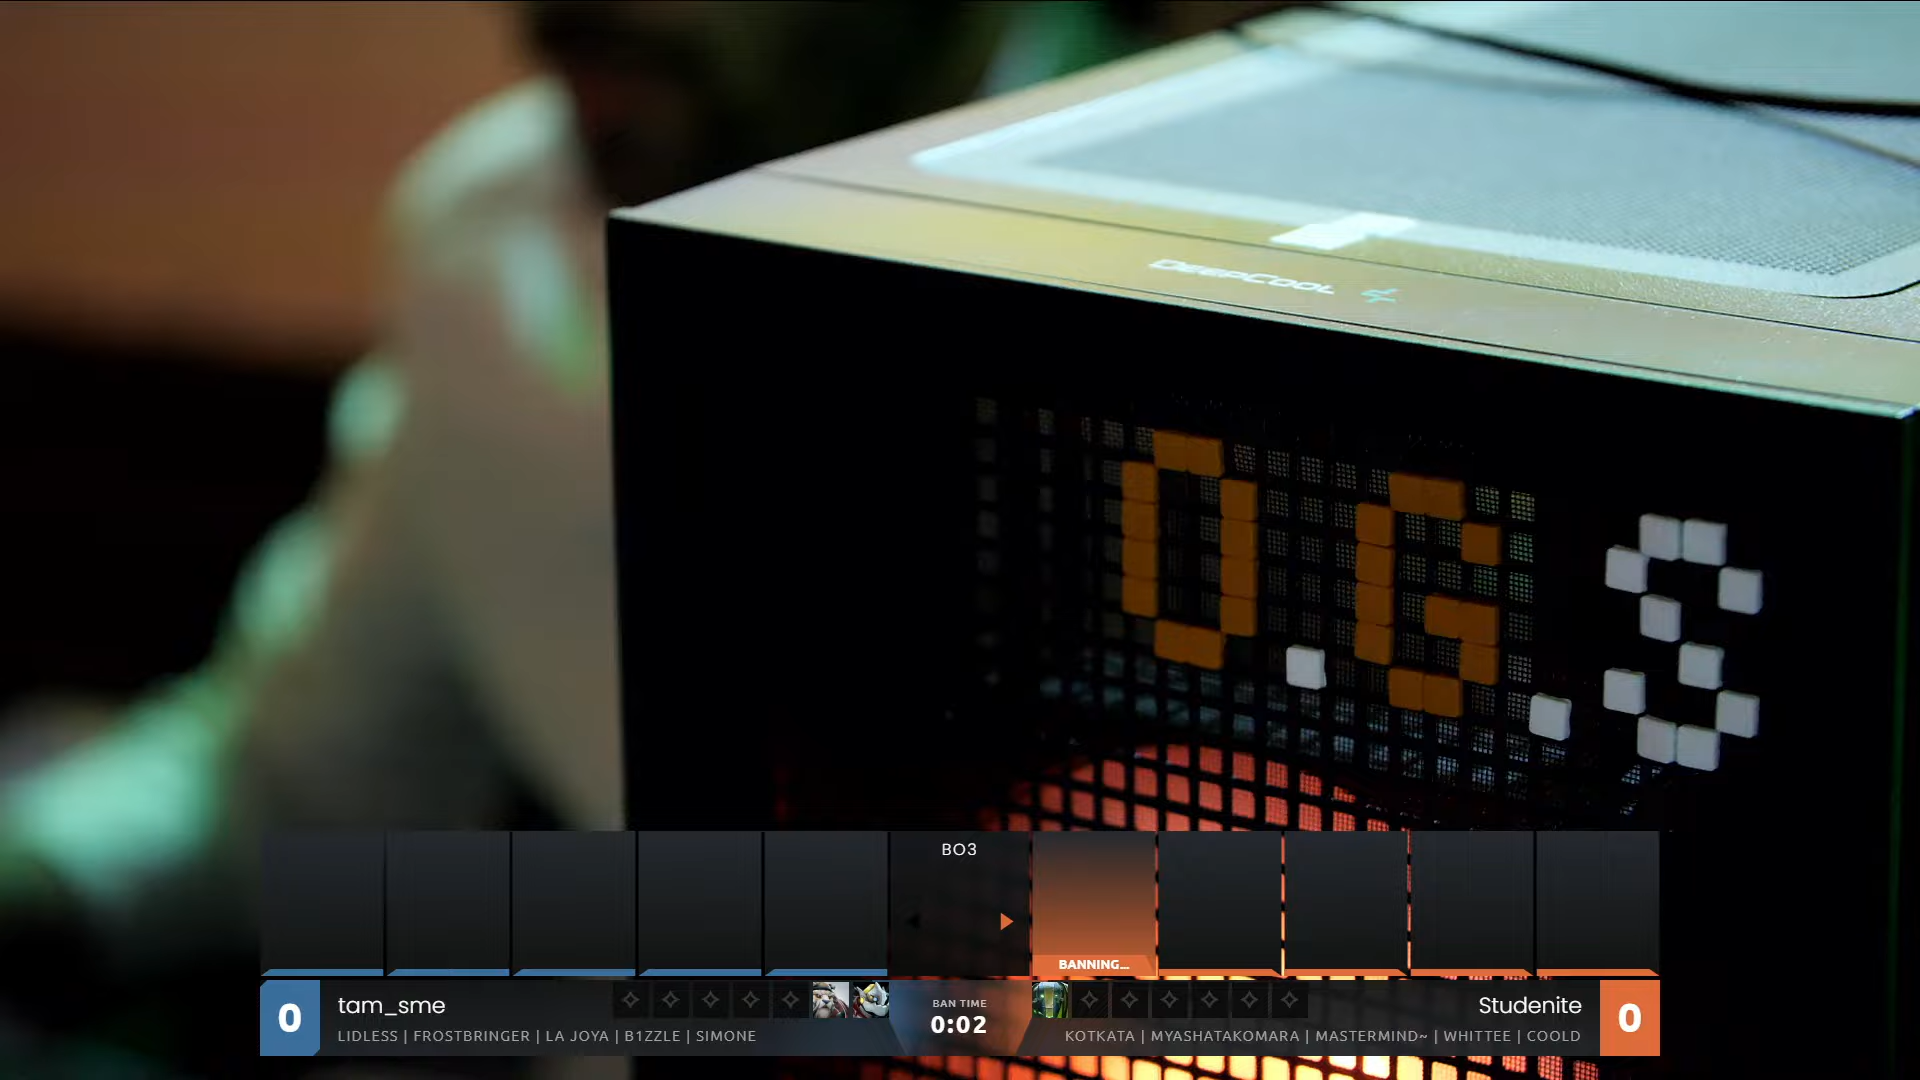 DEEPCOOL
0.G.S
BO3
BANNING...
0
tam_sme
LIDLESS | FROSTBRINGER | LA JOYA | B1ZZLE | SIMONE
BAN TIME
0:02
Studenite
KOTKATA | MYASHATAKOMARA | MASTERMIND~ | WHITTEE | COOLD
0